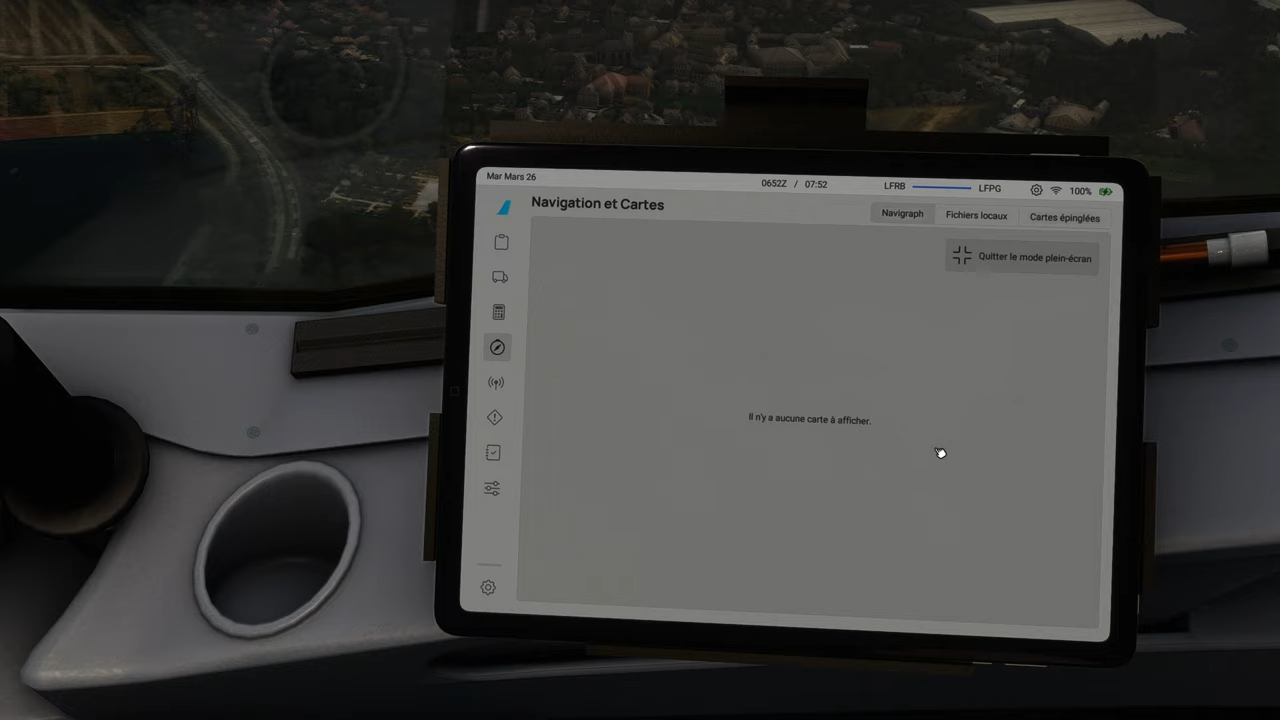 Mar Mars 26
0652Z / 07:52
LFRB LFPG
100%
Navigation et Cartes
Navigraph
Fichiers locaux
Cartes épinglées
Quitter le mode plein-écran
Il n'y a aucune carte à afficher.